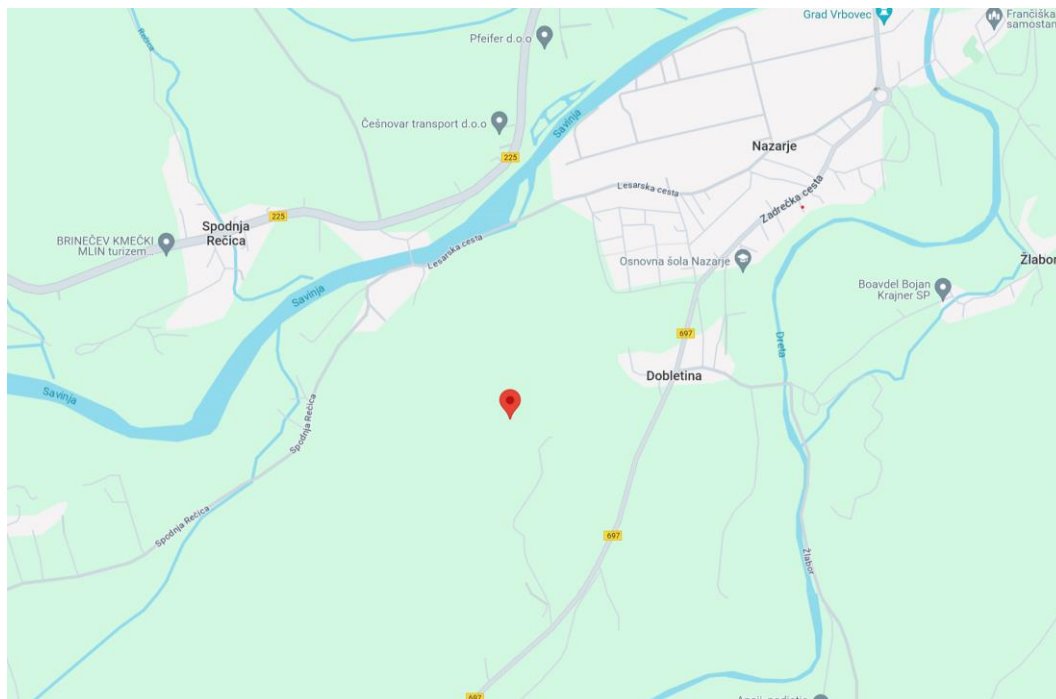 Grad Vrbovec
Frančiška
samostan
Pfeifer d.o.o
Rečica
Češnovar transport d.o.o
Savinja
Nazarje
225
Lesarska cesta
Zadrečka cesta
225
Spodnja
Rečica
BRINEČEV KMEČKI
MLIN turizem...
Lesarska cesta
Osnovna šola Nazarje
Žlabor
Boavdel Bojan
Krajner SP
Savinja
697
Dreta
Dobletina
Savinja
Spodnja Rečica
Spodnja Rečica
697
Žlabor
697